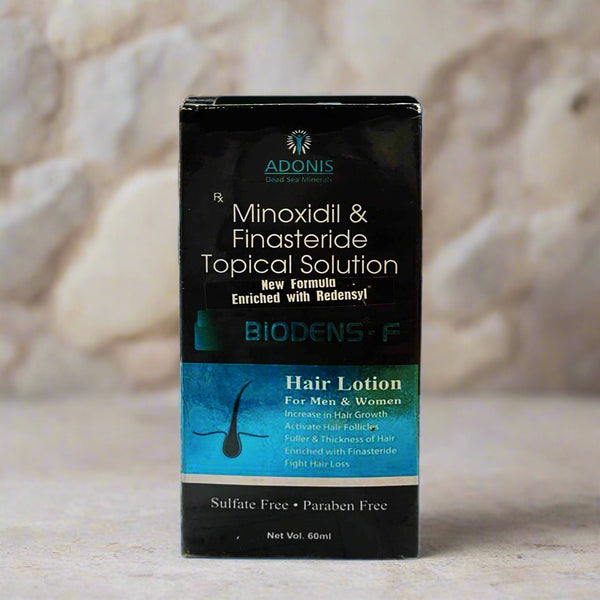 ADONIS
Dead Sea Minerals
Rx
Minoxidil &
Finasteride
Topical Solution
New Formula
Enriched with Redensyl
BIODENS-F
Hair Lotion
For Men & Women
Increase in Hair Growth
Activate Hair Follicles
Fuller & Thickness of Hair
Enriched with Finasteride
Fight Hair Loss
Sulfate Free • Paraben Free
Net Vol. 60ml